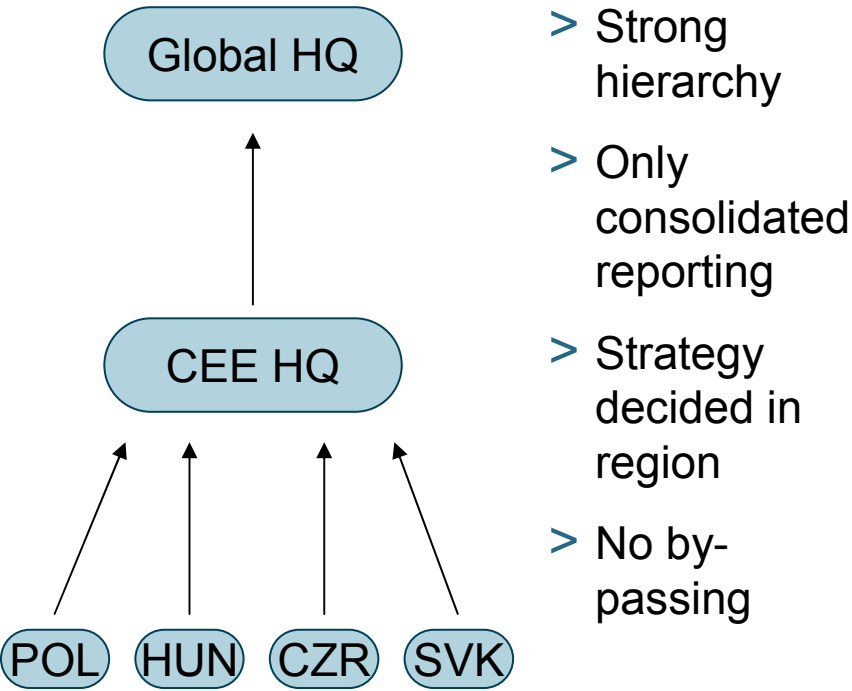 Global HQ
CEE HQ
POL HUN CZR SVK
> Strong
hierarchy
> Only
consolidated
reporting
> Strategy
decided in
region
> No by-
passing